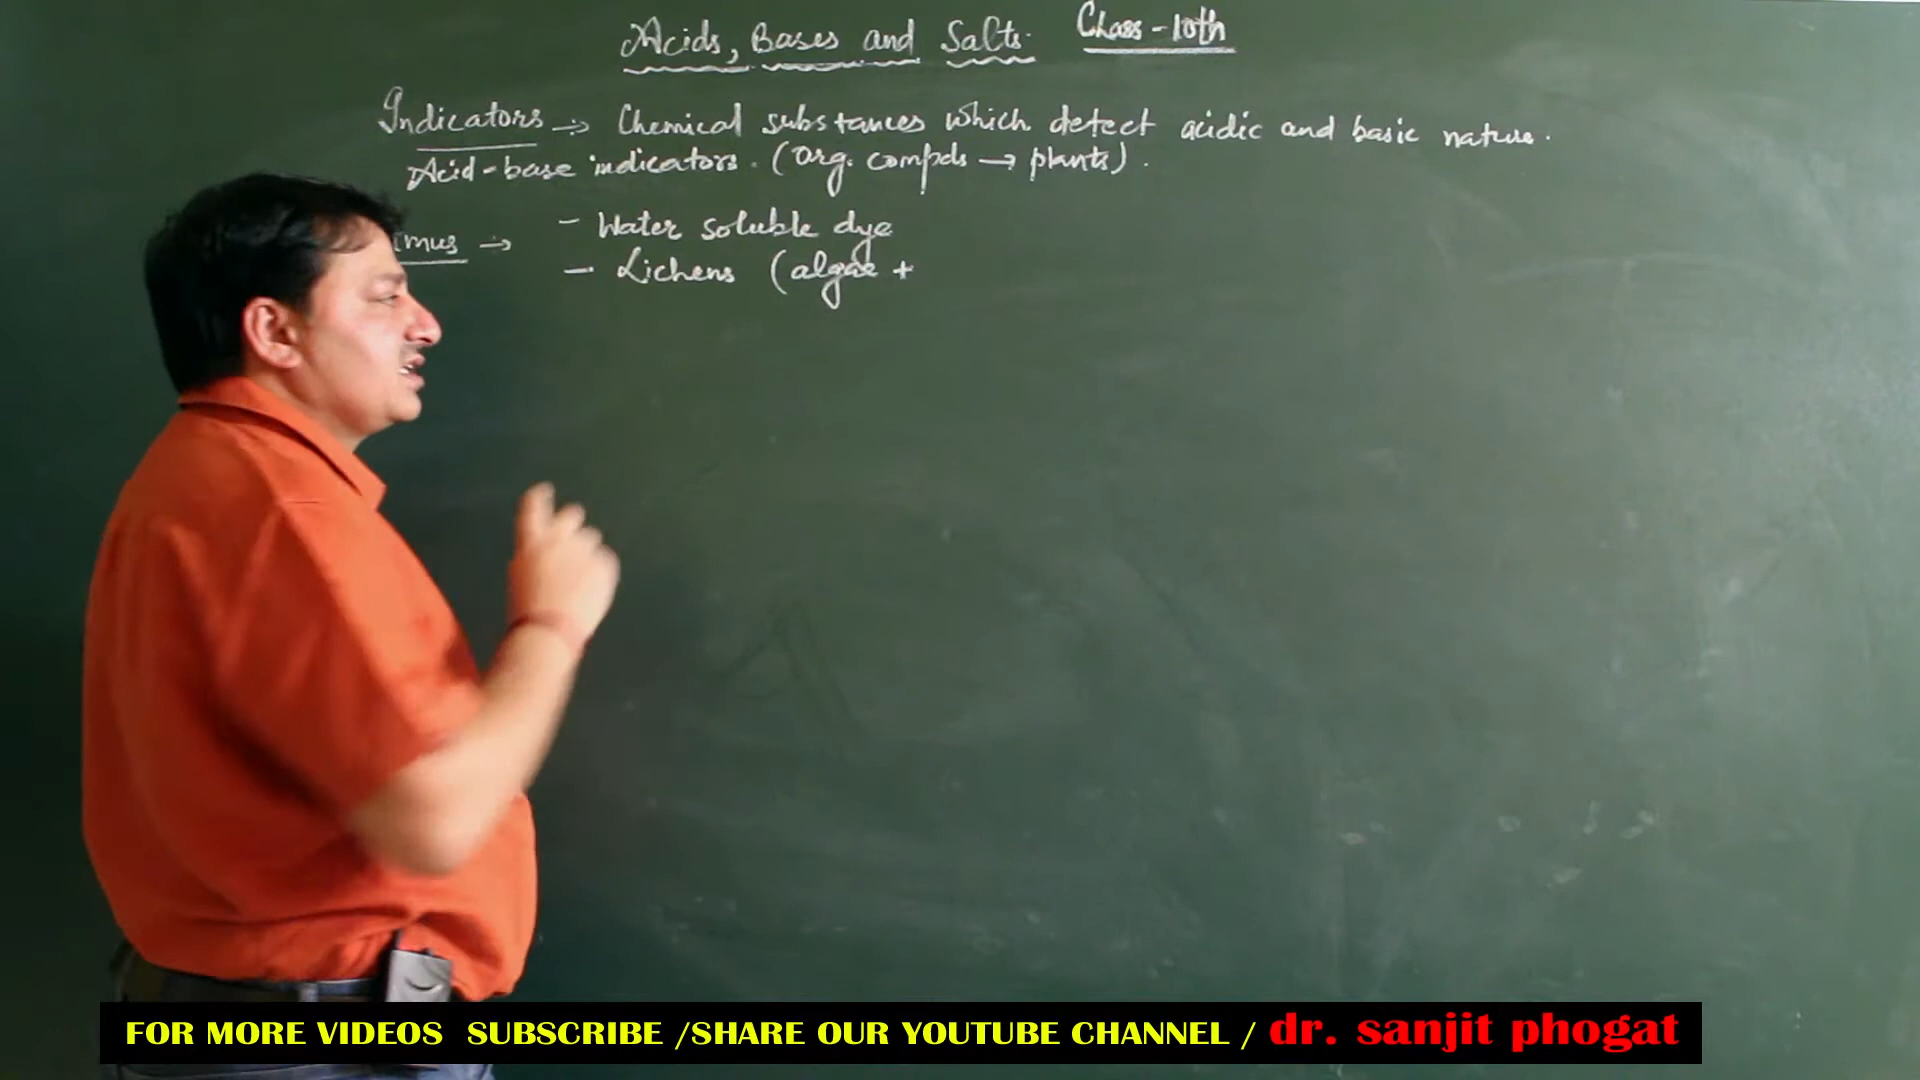 Acids, Bases and Salts. Class - 10th
Indicators → Chemical substances which detect acidic and basic nature.
Acid-base indicators. (Org. compds → plants).
tmus → - Water soluble dye
- Lichens (algae +
FOR MORE VIDEOS SUBSCRIBE /SHARE OUR YOUTUBE CHANNEL / dr. sanjit phogat